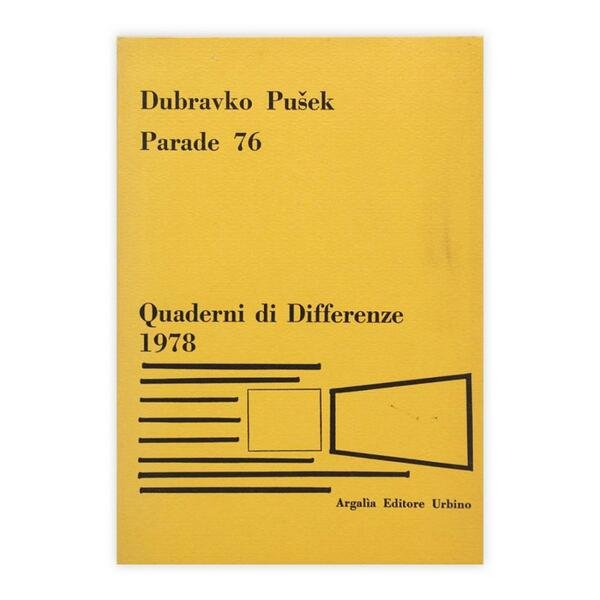 Dubravko Pušek
Parade 76
Quaderni di Differenze
1978
Argalìa Editore Urbino